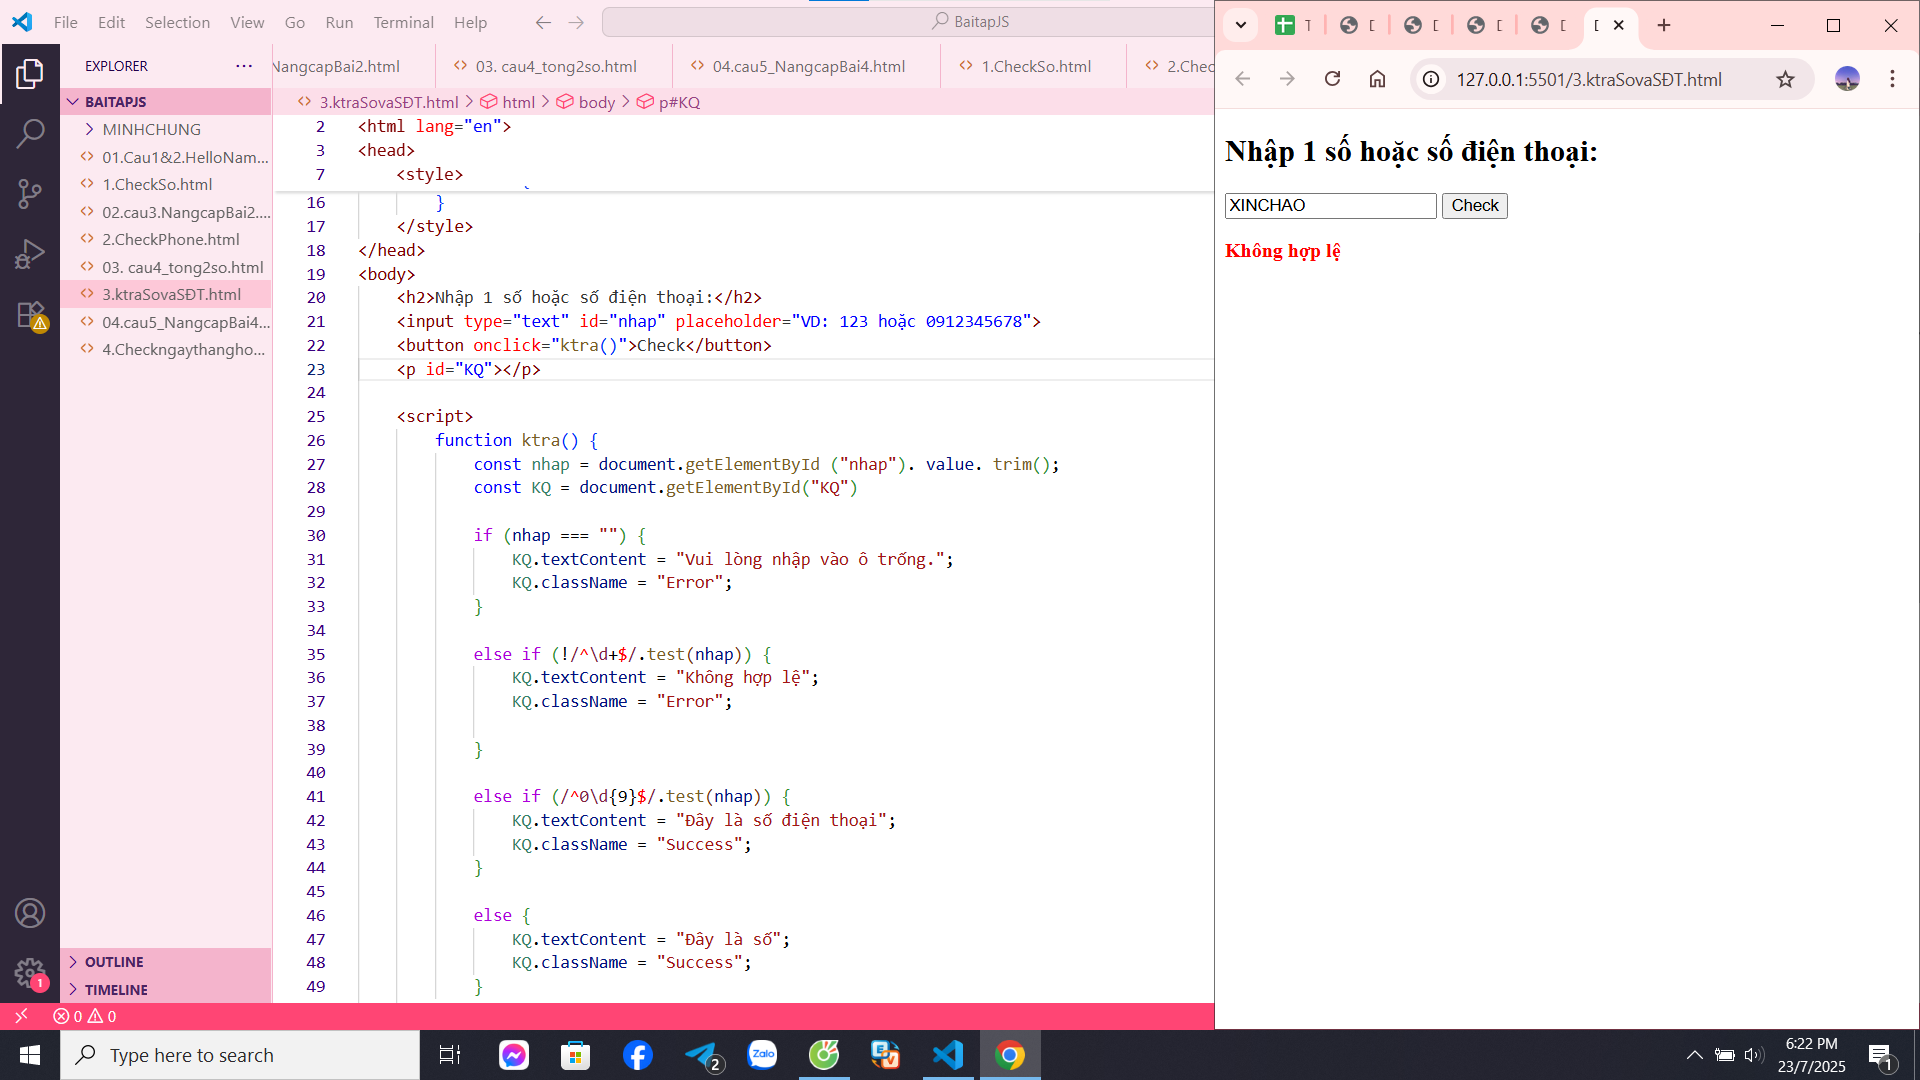 File Edit Selection View Go Run Terminal Help
BaitapJS
EXPLORER
NangcapBai2.html
03. cau4_tong2so.html
04.cau5_NangcapBai4.html
1.CheckSo.html
2.Chec
BAITAPJS
MINHCHUNG
01.Cau1&2.HelloNam...
1.CheckSo.html
02.cau3.NangcapBai2....
2.CheckPhone.html
03. cau4_tong2so.html
3.ktraSovaSĐT.html
04.cau5_NangcapBai4...
4.Checkngaythangho...
OUTLINE
TIMELINE
3.ktraSovaSĐT.html > html > body > p#KQ
2 <html lang="en">
3 <head>
7 <style>
16 }
17 </style>
18 </head>
19 <body>
20 <h2>Nhập 1 số hoặc số điện thoại:</h2>
21 <input type="text" id="nhap" placeholder="VD: 123 hoặc 0912345678">
22 <button onclick="ktra()">Check</button>
23 <p id="KQ"></p>
24
25 <script>
26 function ktra() {
27 const nhap = document.getElementById ("nhap"). value. trim();
28 const KQ = document.getElementById("KQ")
29
30 if (nhap === "") {
31 KQ.textContent = "Vui lòng nhập vào ô trống.";
32 KQ.className = "Error";
33 }
34
35 else if (!/^\d+$/.test(nhap)) {
36 KQ.textContent = "Không hợp lệ";
37 KQ.className = "Error";
38
39 }
40
41 else if (/^0\d{9}$/.test(nhap)) {
42 KQ.textContent = "Đây là số điện thoại";
43 KQ.className = "Success";
44 }
45
46 else {
47 KQ.textContent = "Đây là số";
48 KQ.className = "Success";
49 }
0 0
1
127.0.0.1:5501/3.ktraSovaSĐT.html
Nhập 1 số hoặc số điện thoại:
XINCHAO
Check
Không hợp lệ
Type here to search
2
Zalo
6:22 PM
23/7/2025
1